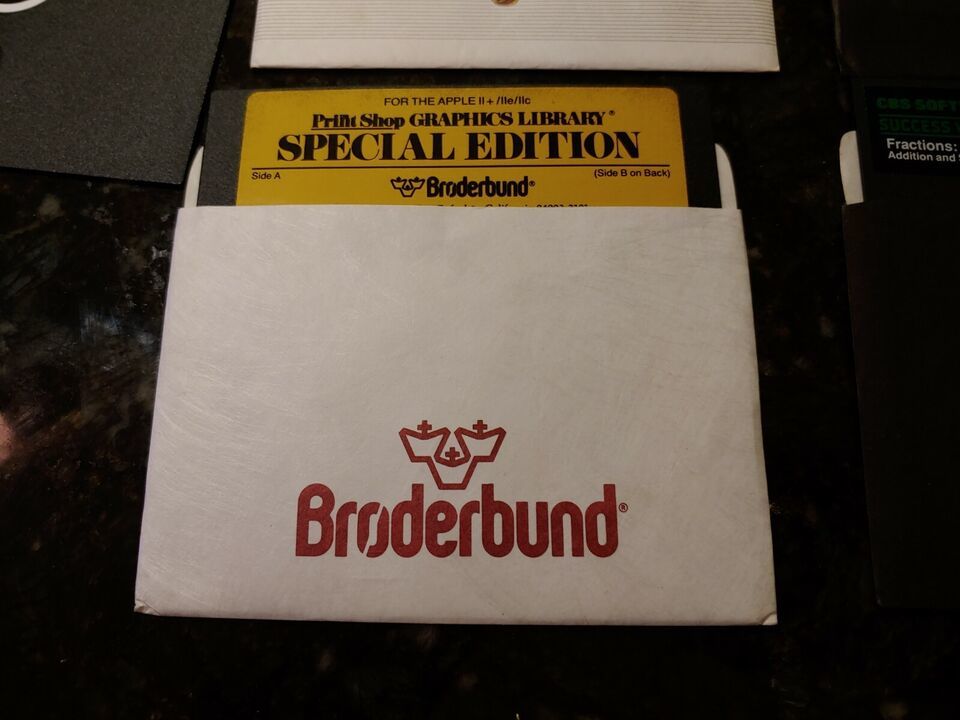 FOR THE APPLE II+/IIe/IIc
Print Shop GRAPHICS LIBRARY®
SPECIAL EDITION
Side A
(Side B on Back)
Brøderbund®
Brøderbund®
CBS SOFT
SUCCESS
Fractions:
Addition and